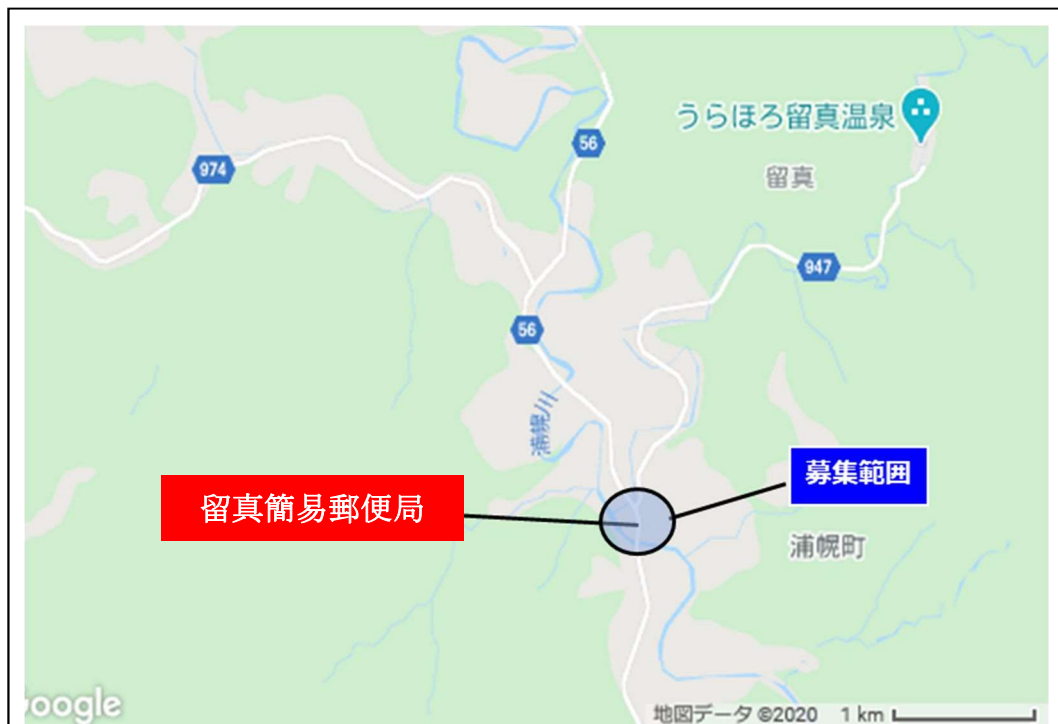 うらほろ留真温泉
56
974
留真
947
56
浦幌川
募集範囲
留真簡易郵便局
浦幌町
oogle
地図データ ©2020 1 km